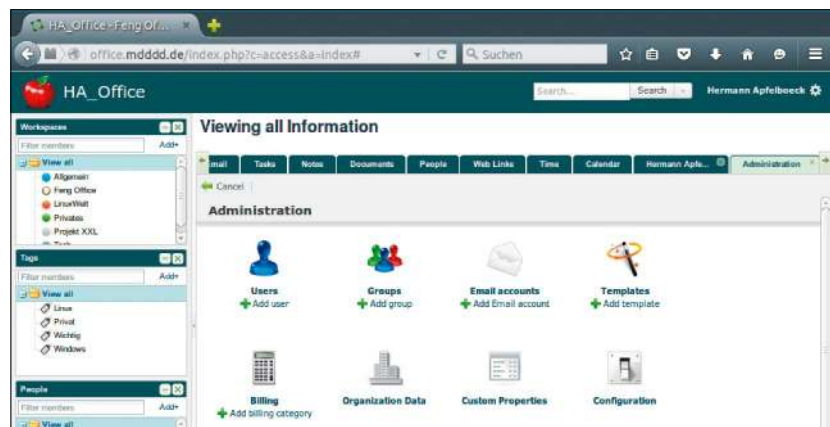 HA_Office - Feng Of...
office.mdddd.de/index.php?c=access&a=index#
Suchen
HA_Office
Search...
Search
Hermann Apfelboeck
Workspaces
Filter members
Add+
View all
Allgemein
Feng Office
LinuxWelt
Privates
Projekt XXL
Tech
Tags
Filter members
Add+
View all
Linux
Privat
Wichtig
Windows
People
Filter members
Add+
View all
Viewing all Information
mail
Tasks
Notes
Documents
People
Web Links
Time
Calendar
Hermann Apfe...
Administration
Cancel
Administration
Users
Add user
Groups
Add group
Email accounts
Add Email account
Templates
Add template
Billing
Add billing category
Organization Data
Custom Properties
Configuration